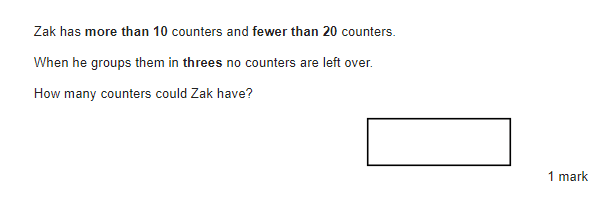 Zak has more than 10 counters and fewer than 20 counters.
When he groups them in threes no counters are left over.
How many counters could Zak have?
1 mark